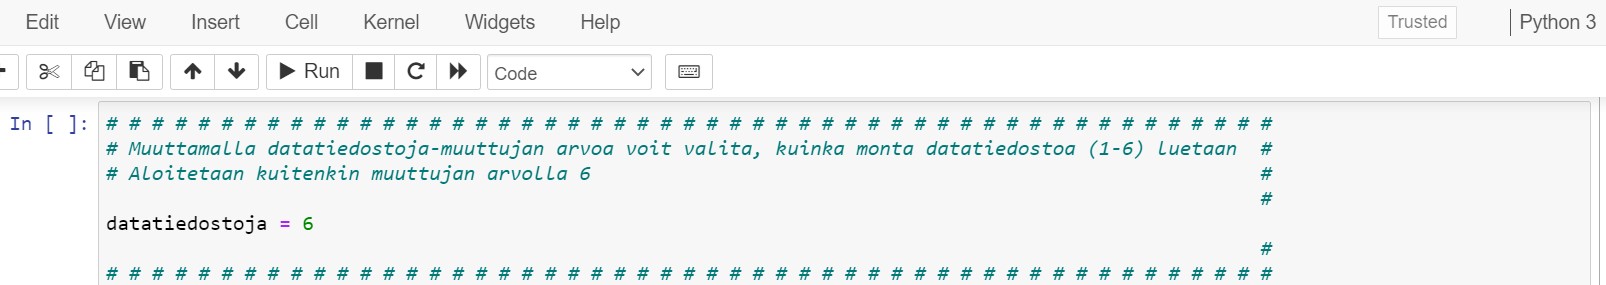 Edit View Insert Cell Kernel Widgets Help Trusted Python 3
Run Code
In [ ]: # # # # # # # # # # # # # # # # # # # # # # # # # # # # # # # # # # # # # # # # # # # # # # # # # # #
# Muuttamalla datatiedostoja-muuttujan arvoa voit valita, kuinka monta datatiedostoa (1-6) luetaan #
# Aloitetaan kuitenkin muuttujan arvolla 6 #
#
datatiedostoja = 6
#
# # # # # # # # # # # # # # # # # # # # # # # # # # # # # # # # # # # # # # # # # # # # # # # # # # #